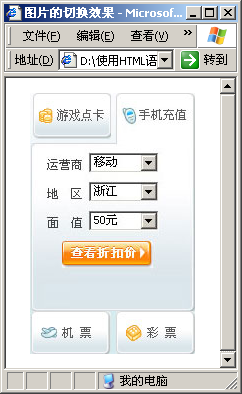 图片的切换效果 - Microsof...
文件(F) 编辑(E) 查看(V) »
地址(D) D:\使用HTML语 转到
游戏点卡 手机充值
运营商 移动
地 区 浙江
面 值 50元
查看折扣价
机 票 彩 票
我的电脑